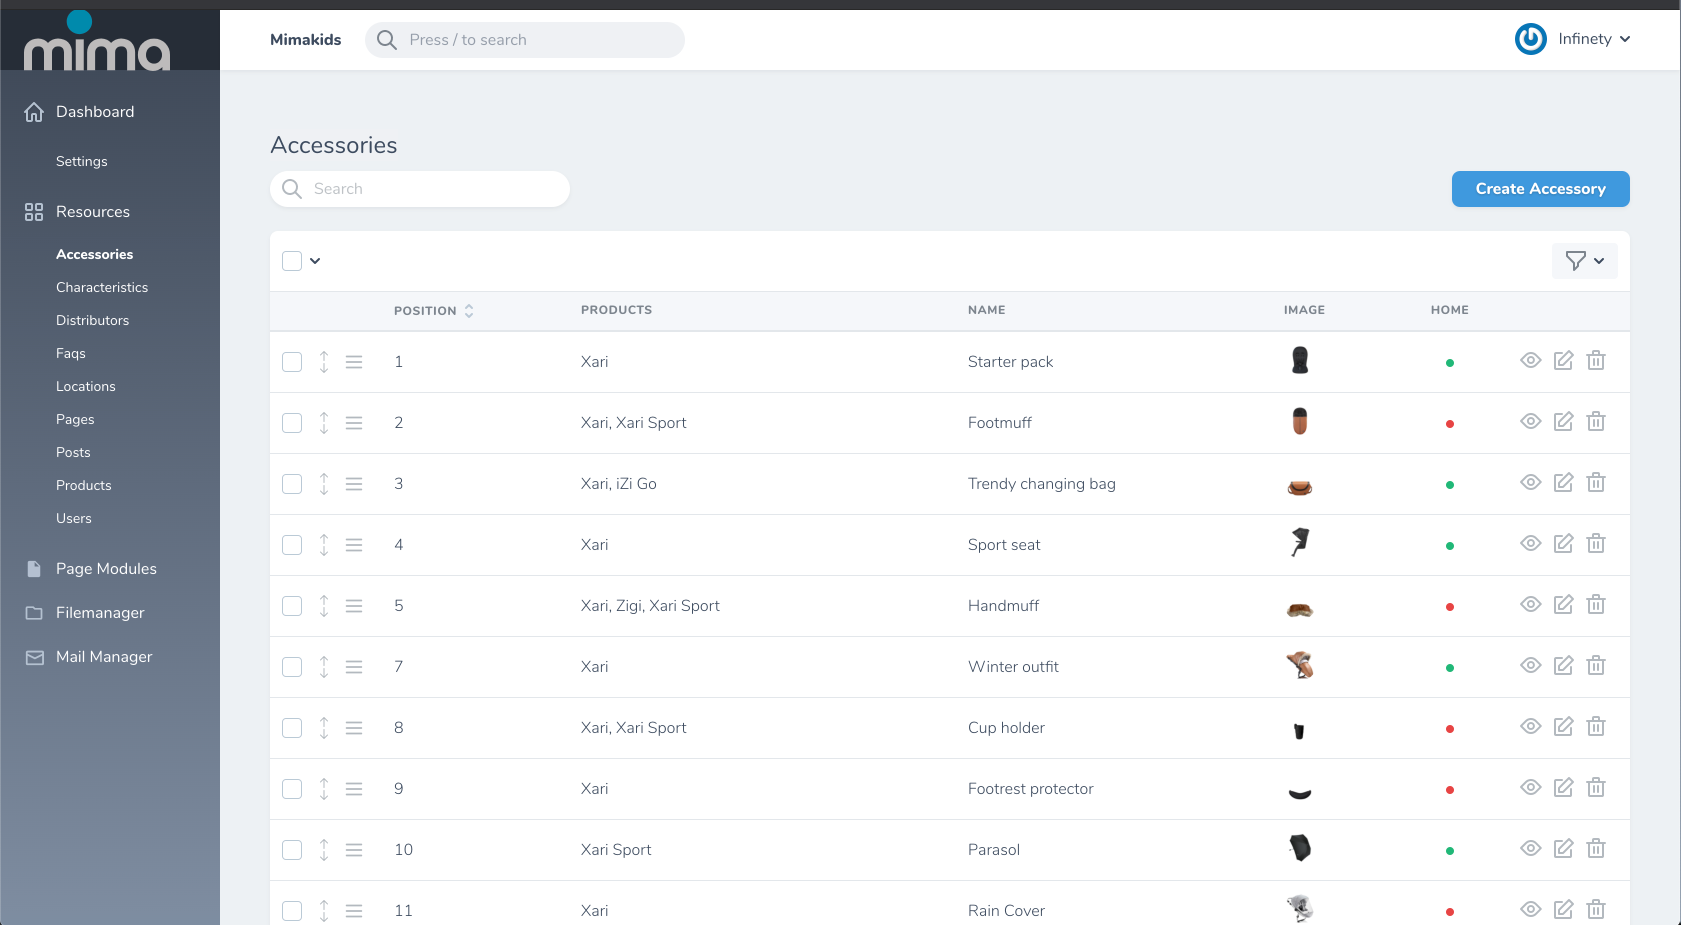 mima
Mimakids
Press / to search
Infinety
Dashboard
Settings
Resources
Accessories
Characteristics
Distributors
Faqs
Locations
Pages
Posts
Products
Users
Page Modules
Filemanager
Mail Manager
Accessories
Search
Create Accessory
POSITION PRODUCTS NAME IMAGE HOME
1 Xari Starter pack
2 Xari, Xari Sport Footmuff
3 Xari, iZi Go Trendy changing bag
4 Xari Sport seat
5 Xari, Zigi, Xari Sport Handmuff
7 Xari Winter outfit
8 Xari, Xari Sport Cup holder
9 Xari Footrest protector
10 Xari Sport Parasol
11 Xari Rain Cover